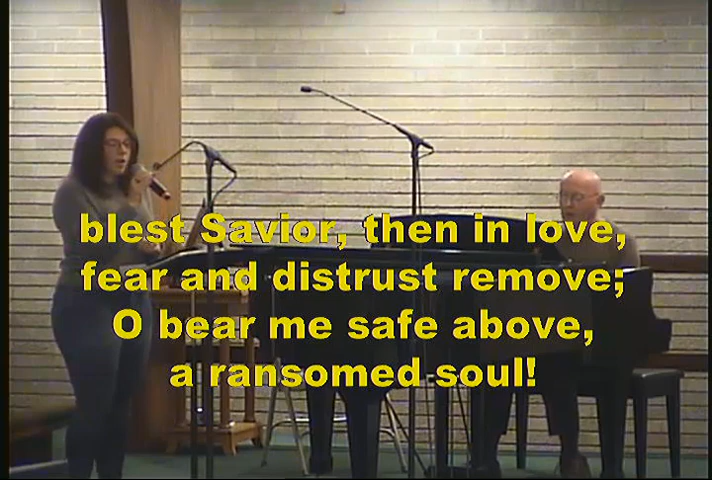 blest Savior, then in love,
fear and distrust remove;
O bear me safe above,
a ransomed soul!